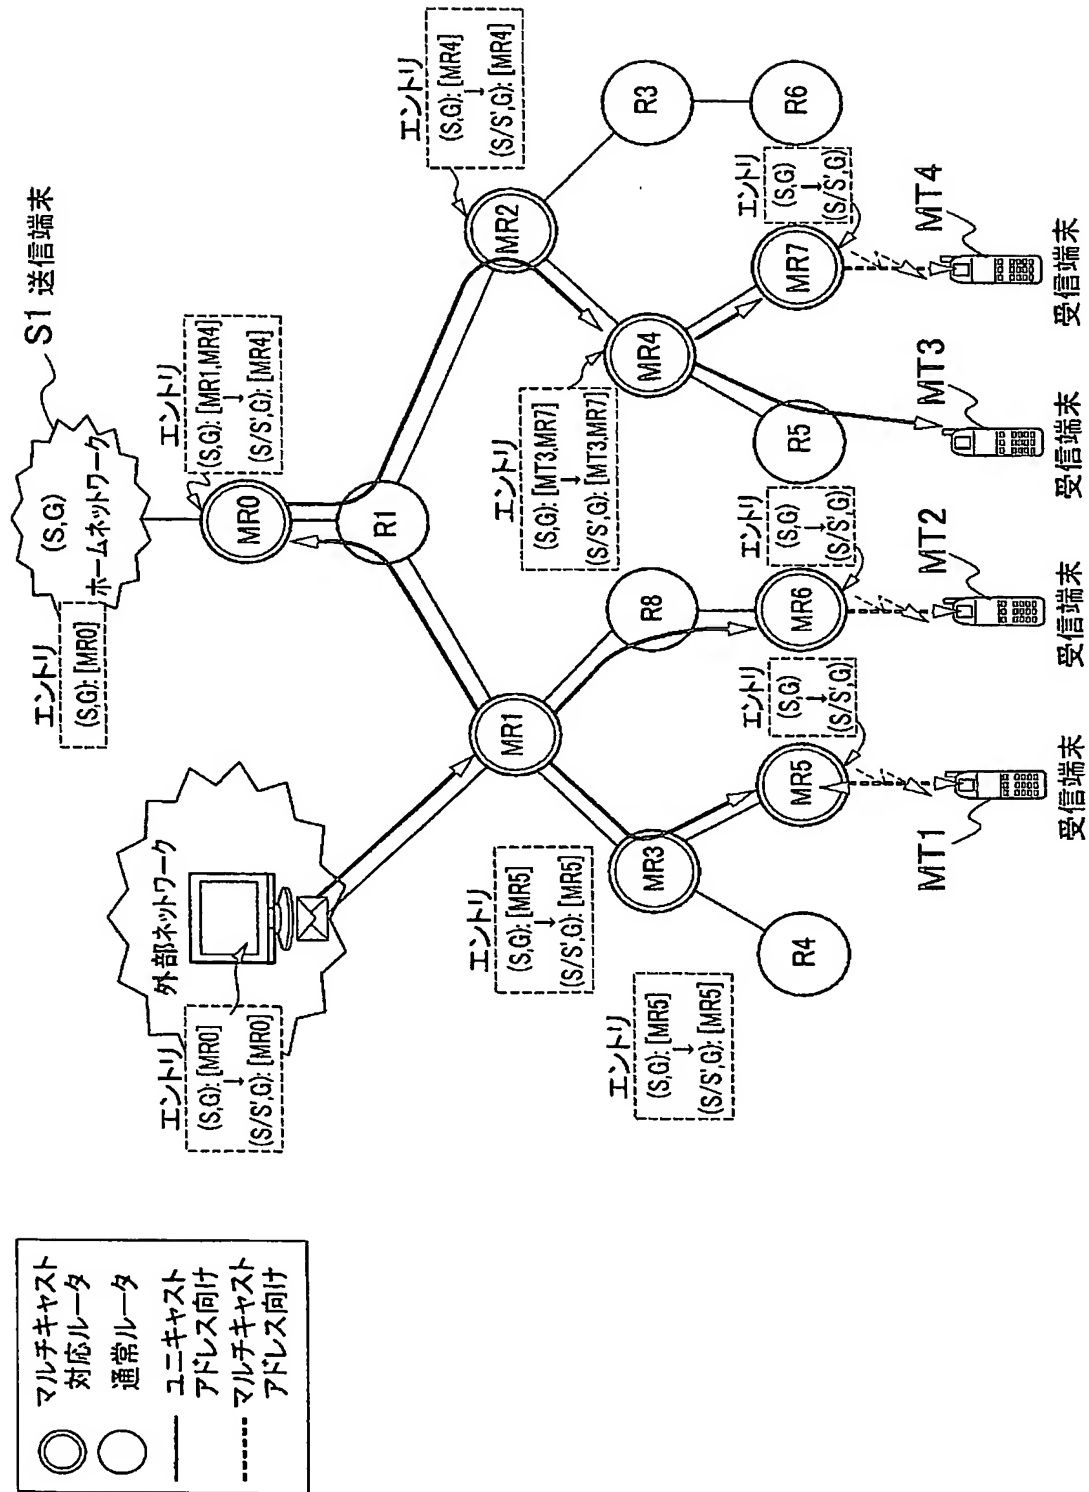 マルチキャスト
対応ルータ
通常ルータ
ユニキャスト
アドレス向け
マルチキャスト
アドレス向け
S1 送信端末
(S,G)
ホームネットワーク
エントリ
(S,G): [MR0]
エントリ
(S,G): [MR1,MR4]
↓
(S/S',G): [MR4]
MR0
R1
外部ネットワーク
エントリ
(S,G): [MR0]
↓
(S/S',G): [MR0]
エントリ
(S,G): [MR4]
↓
(S/S',G): [MR4]
MR2
R3
R6
MR1
エントリ
(S,G): [MT3,MR7]
↓
(S/S',G): [MT3,MR7]
MR4
エントリ
(S,G): [MR5]
↓
(S/S',G): [MR5]
エントリ
(S,G): [MR5]
↓
(S/S',G): [MR5]
MR3
R4
R8
R5
エントリ
(S,G)
↓
(S/S',G)
MR5
エントリ
(S,G)
↓
(S/S',G)
MR6
エントリ
(S,G)
↓
(S/S',G)
MR7
MT1
受信端末
MT2
受信端末
MT3
受信端末
MT4
受信端末